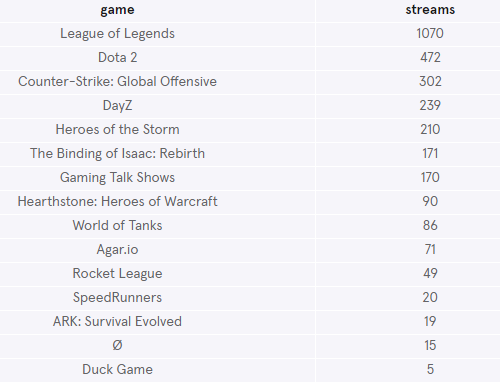 game streams
League of Legends 1070
Dota 2 472
Counter-Strike: Global Offensive 302
DayZ 239
Heroes of the Storm 210
The Binding of Isaac: Rebirth 171
Gaming Talk Shows 170
Hearthstone: Heroes of Warcraft 90
World of Tanks 86
Agar.io 71
Rocket League 49
SpeedRunners 20
ARK: Survival Evolved 19
Ø 15
Duck Game 5